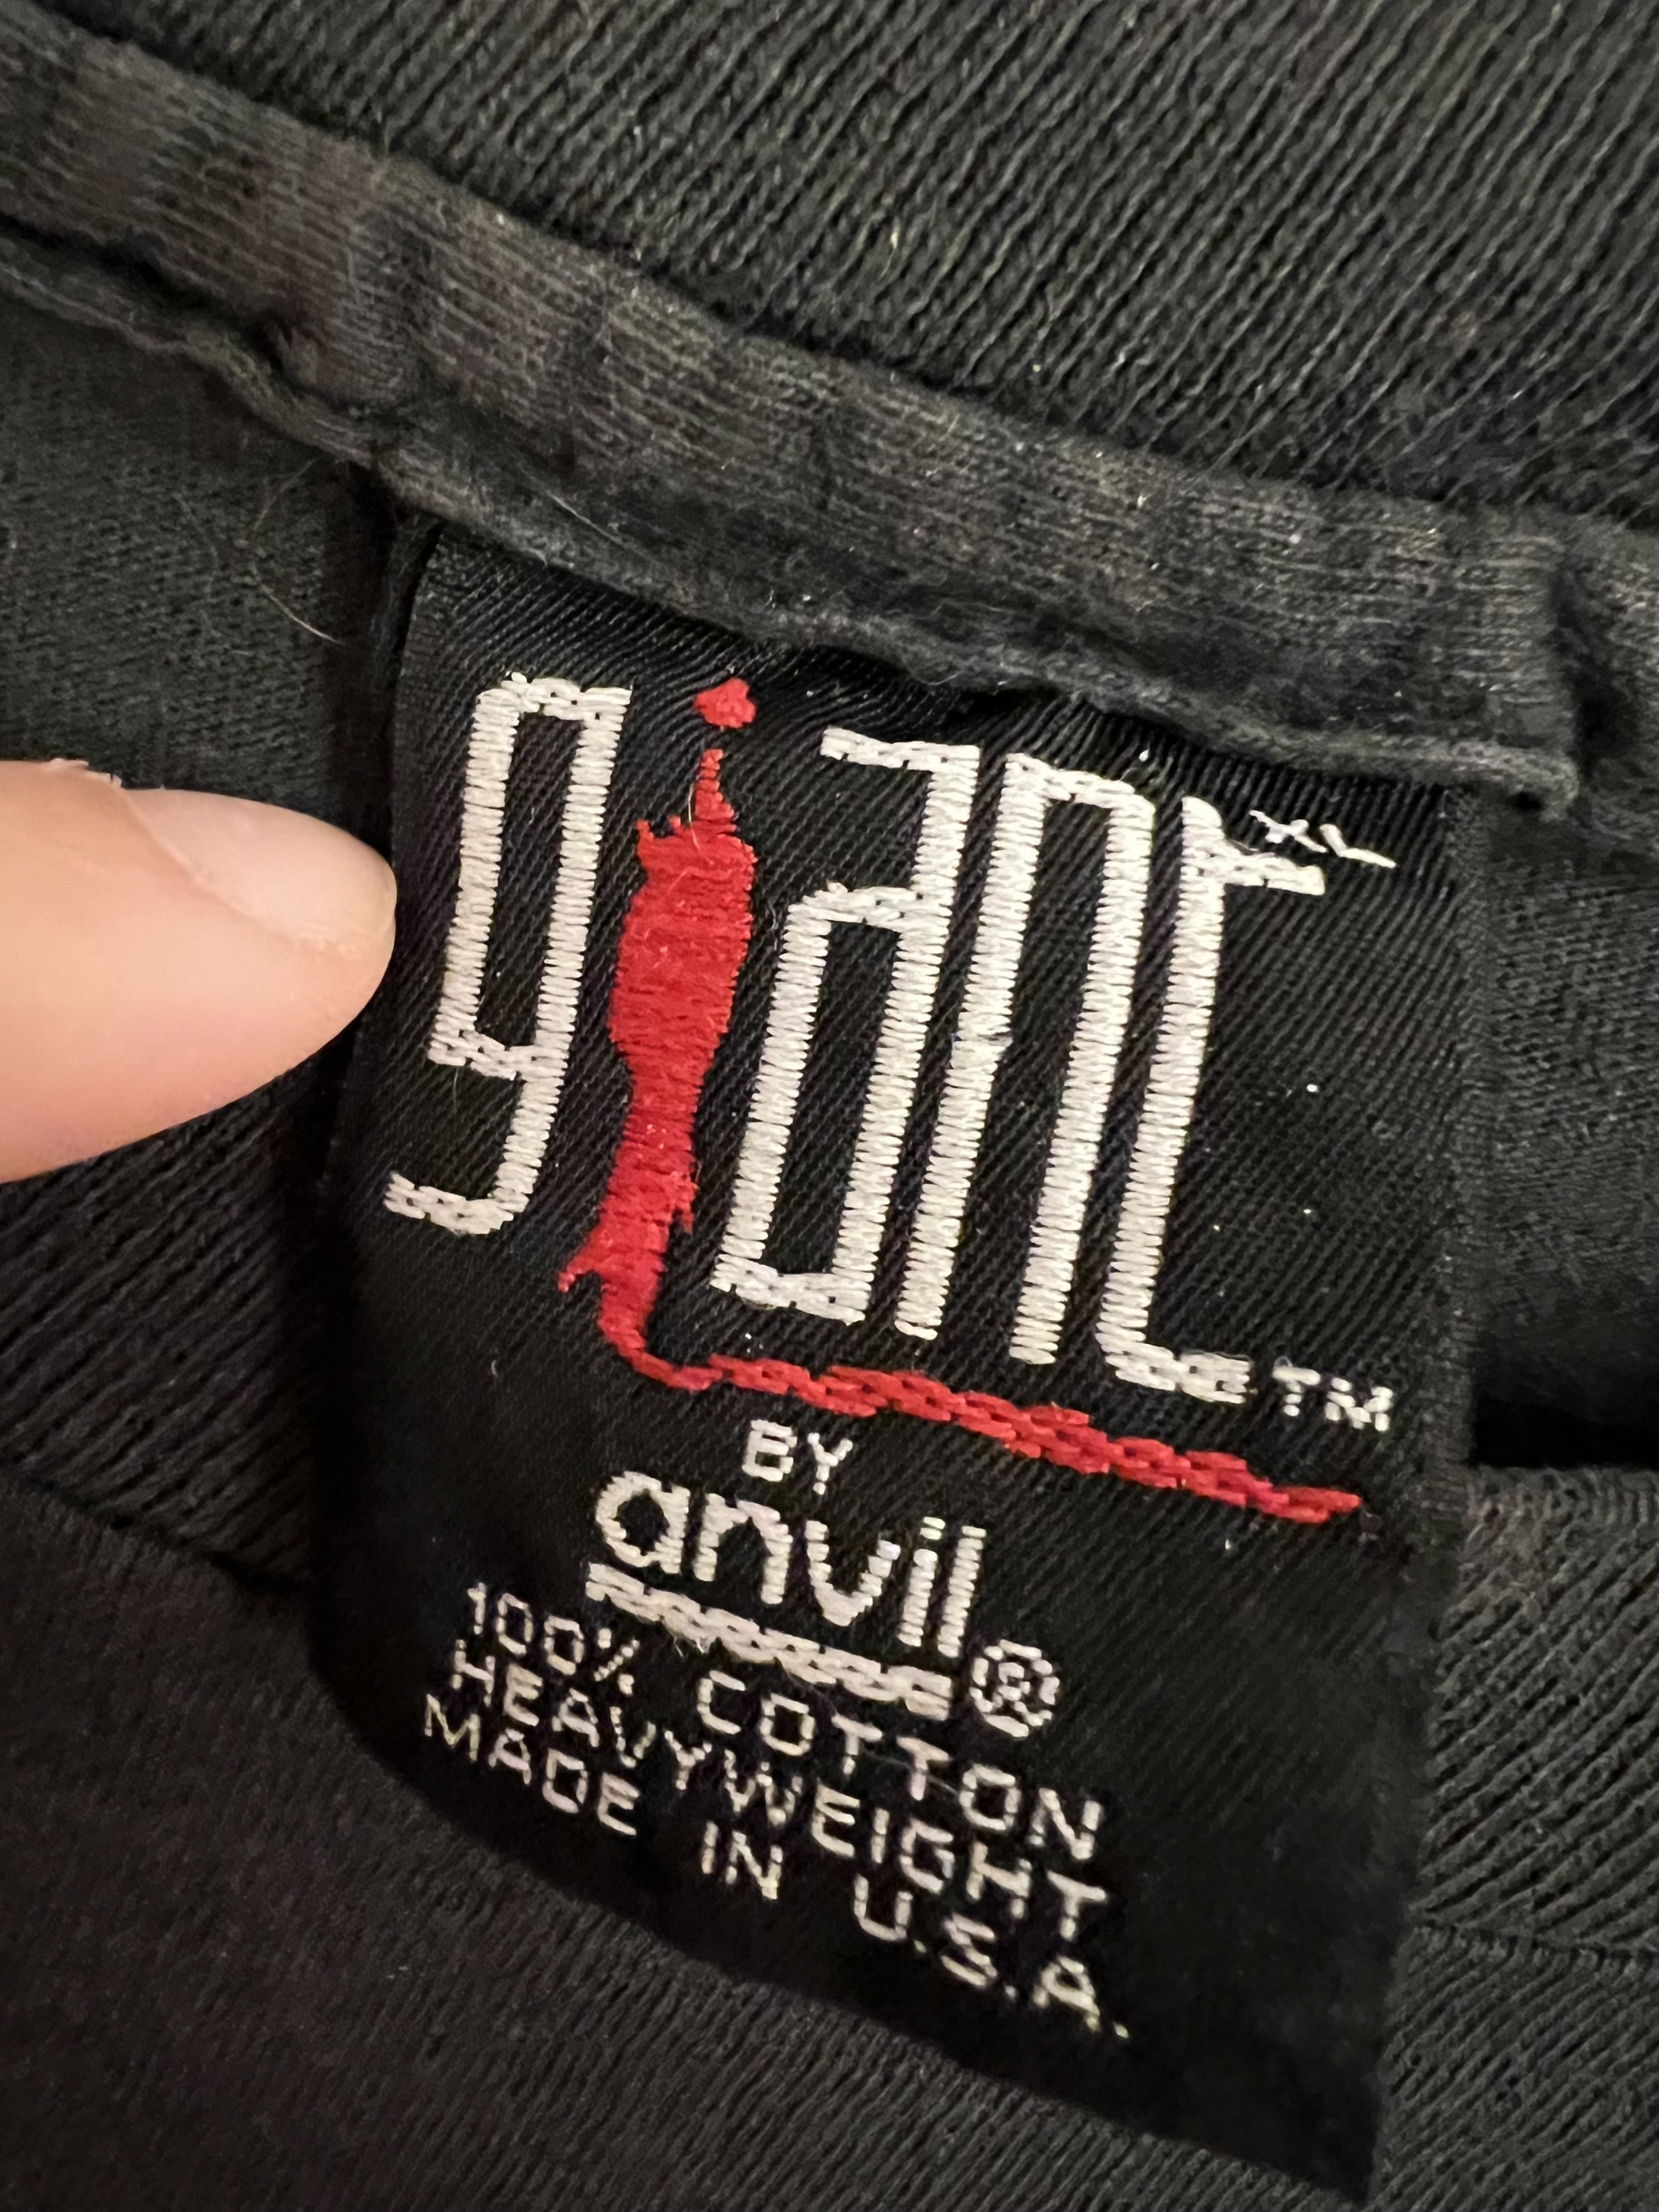 giant XL
TM
BY
anvil®
100% COTTON
HEAVYWEIGHT
MADE IN U.S.A.